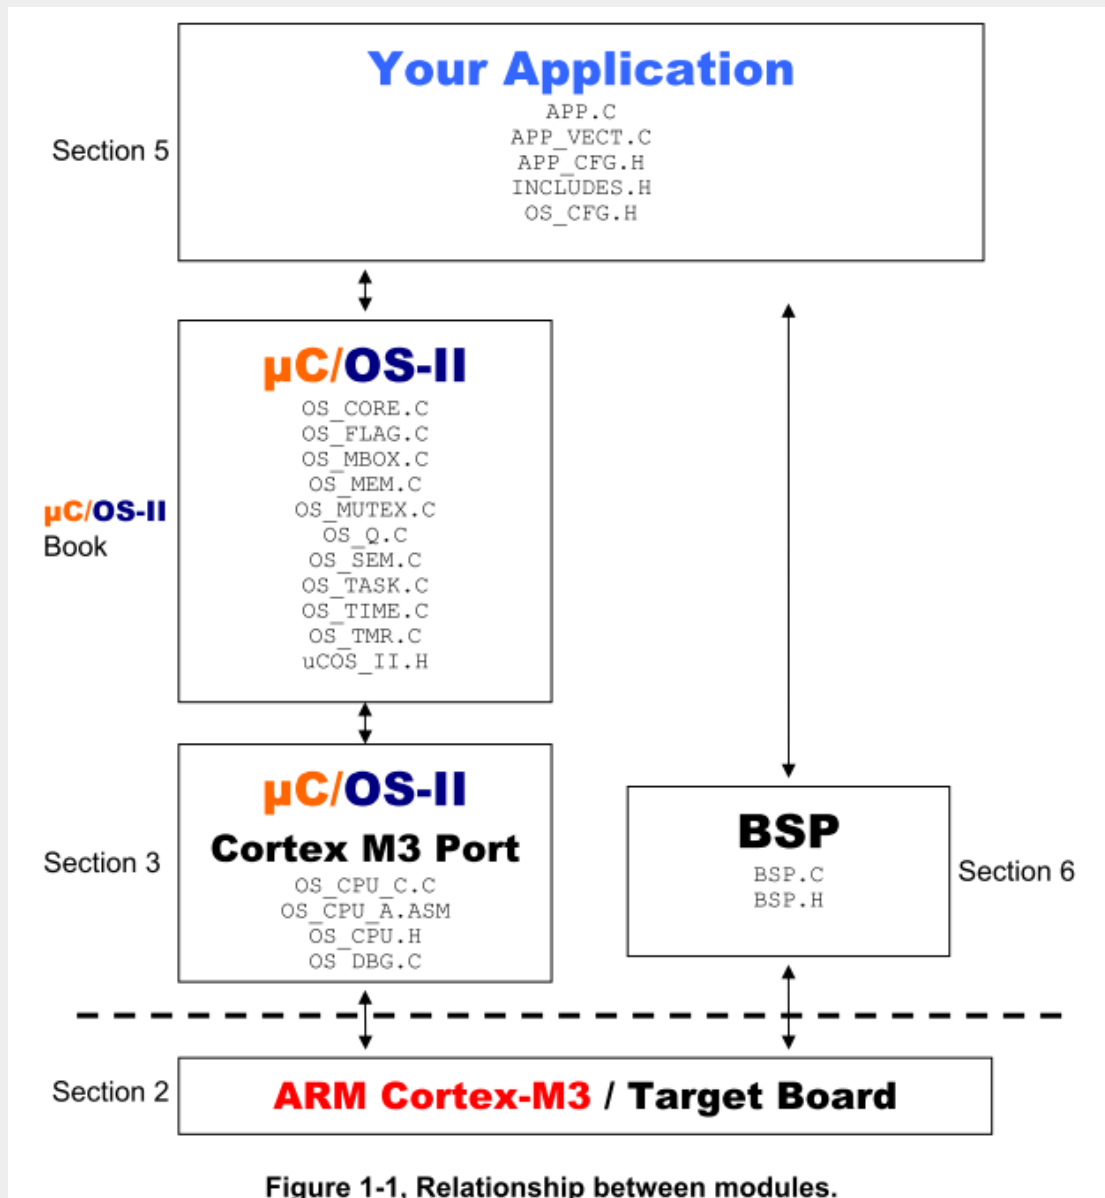 Your Application
APP.C
APP_VECT.C
APP_CFG.H
INCLUDES.H
OS_CFG.H
Section 5
µC/OS-II
OS_CORE.C
OS_FLAG.C
OS_MBOX.C
OS_MEM.C
OS_MUTEX.C
OS_Q.C
OS_SEM.C
OS_TASK.C
OS_TIME.C
OS_TMR.C
uCOS_II.H
µC/OS-II
Book
µC/OS-II
Cortex M3 Port
OS_CPU_C.C
OS_CPU_A.ASM
OS_CPU.H
OS_DBG.C
Section 3
BSP
BSP.C
BSP.H
Section 6
Section 2
ARM Cortex-M3 / Target Board
Figure 1-1, Relationship between modules.